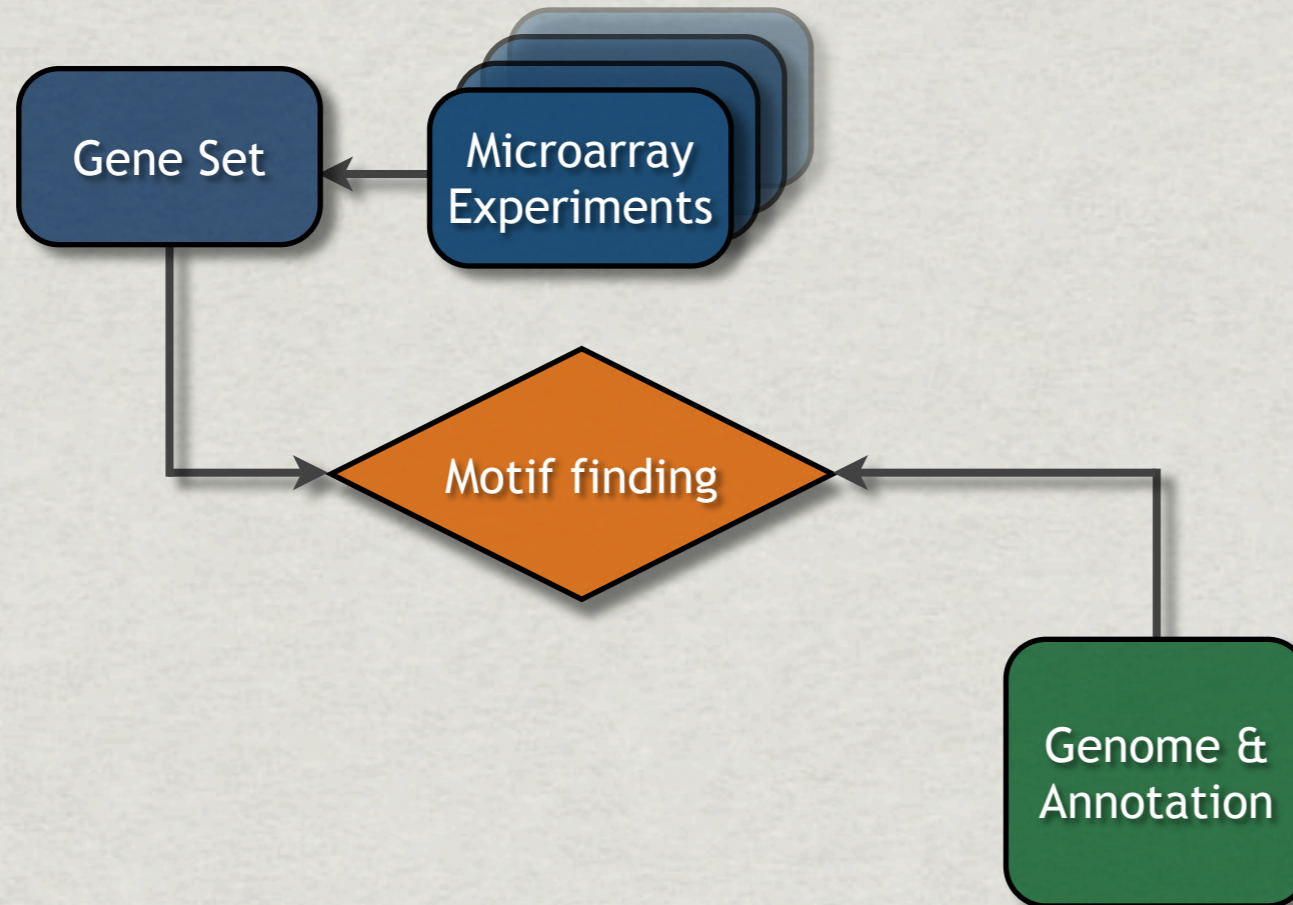 Gene Set
Microarray
Experiments
Motif finding
Genome &
Annotation